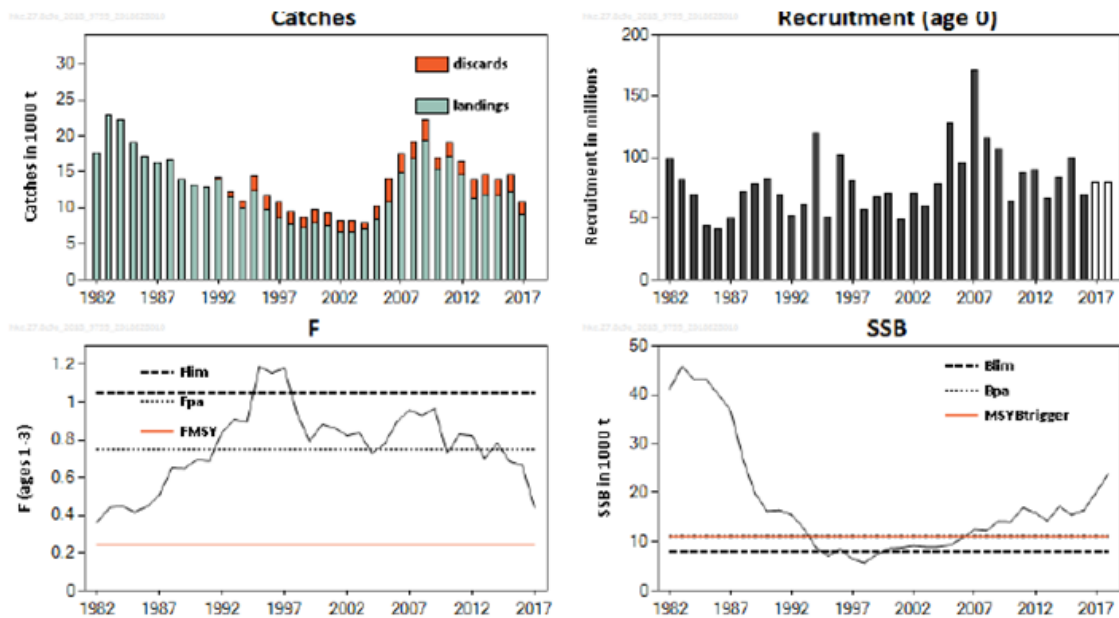 Catches
Catches in 1000 t
30
25
20
15
10
5
0
discards
landings
1982 1987 1992 1997 2002 2007 2012 2017
Recruitment (age 0)
Recruitment in millions
200
150
100
50
0
1982 1987 1992 1997 2002 2007 2012 2017
F
F (ages 1-3)
1.2
1
0.8
0.6
0.4
0.2
0
Flim
Fpa
FMSY
1982 1987 1992 1997 2002 2007 2012 2017
SSB
SSB in 1000 t
50
40
30
20
10
0
Blim
Bpa
MSYBtrigger
1982 1987 1992 1997 2002 2007 2012 2017